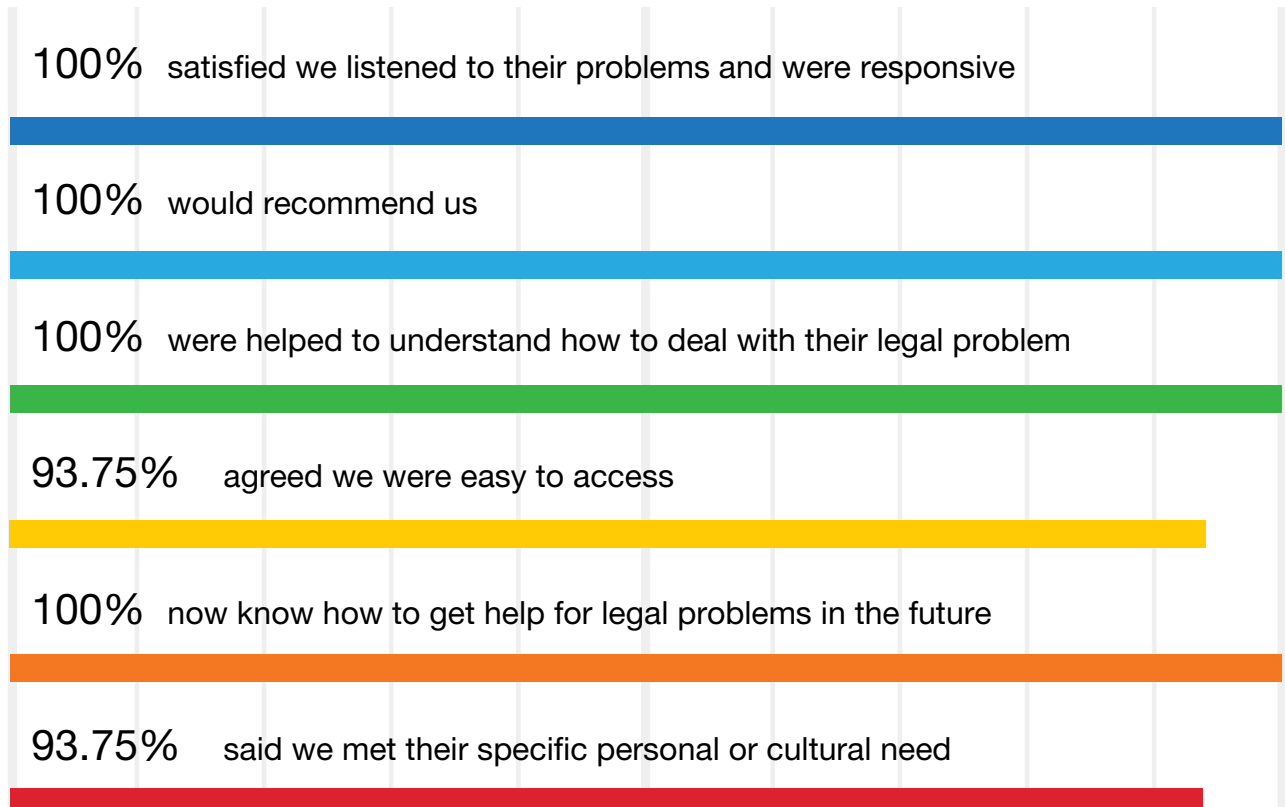 100% satisfied we listened to their problems and were responsive
100% would recommend us
100% were helped to understand how to deal with their legal problem
93.75% agreed we were easy to access
100% now know how to get help for legal problems in the future
93.75% said we met their specific personal or cultural need